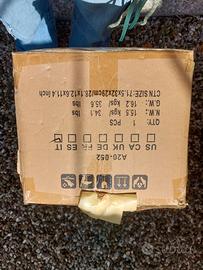 A20-052
US CA UK DE FR ES IT
QTY: 1 PCS
N.W.: 15.5 kgs/ 34.1 lbs
G.W.: 16.2 kgs/ 35.6 lbs
CTN SIZE: 71.5x32x29cm/28.1x12.6x11.4 inch